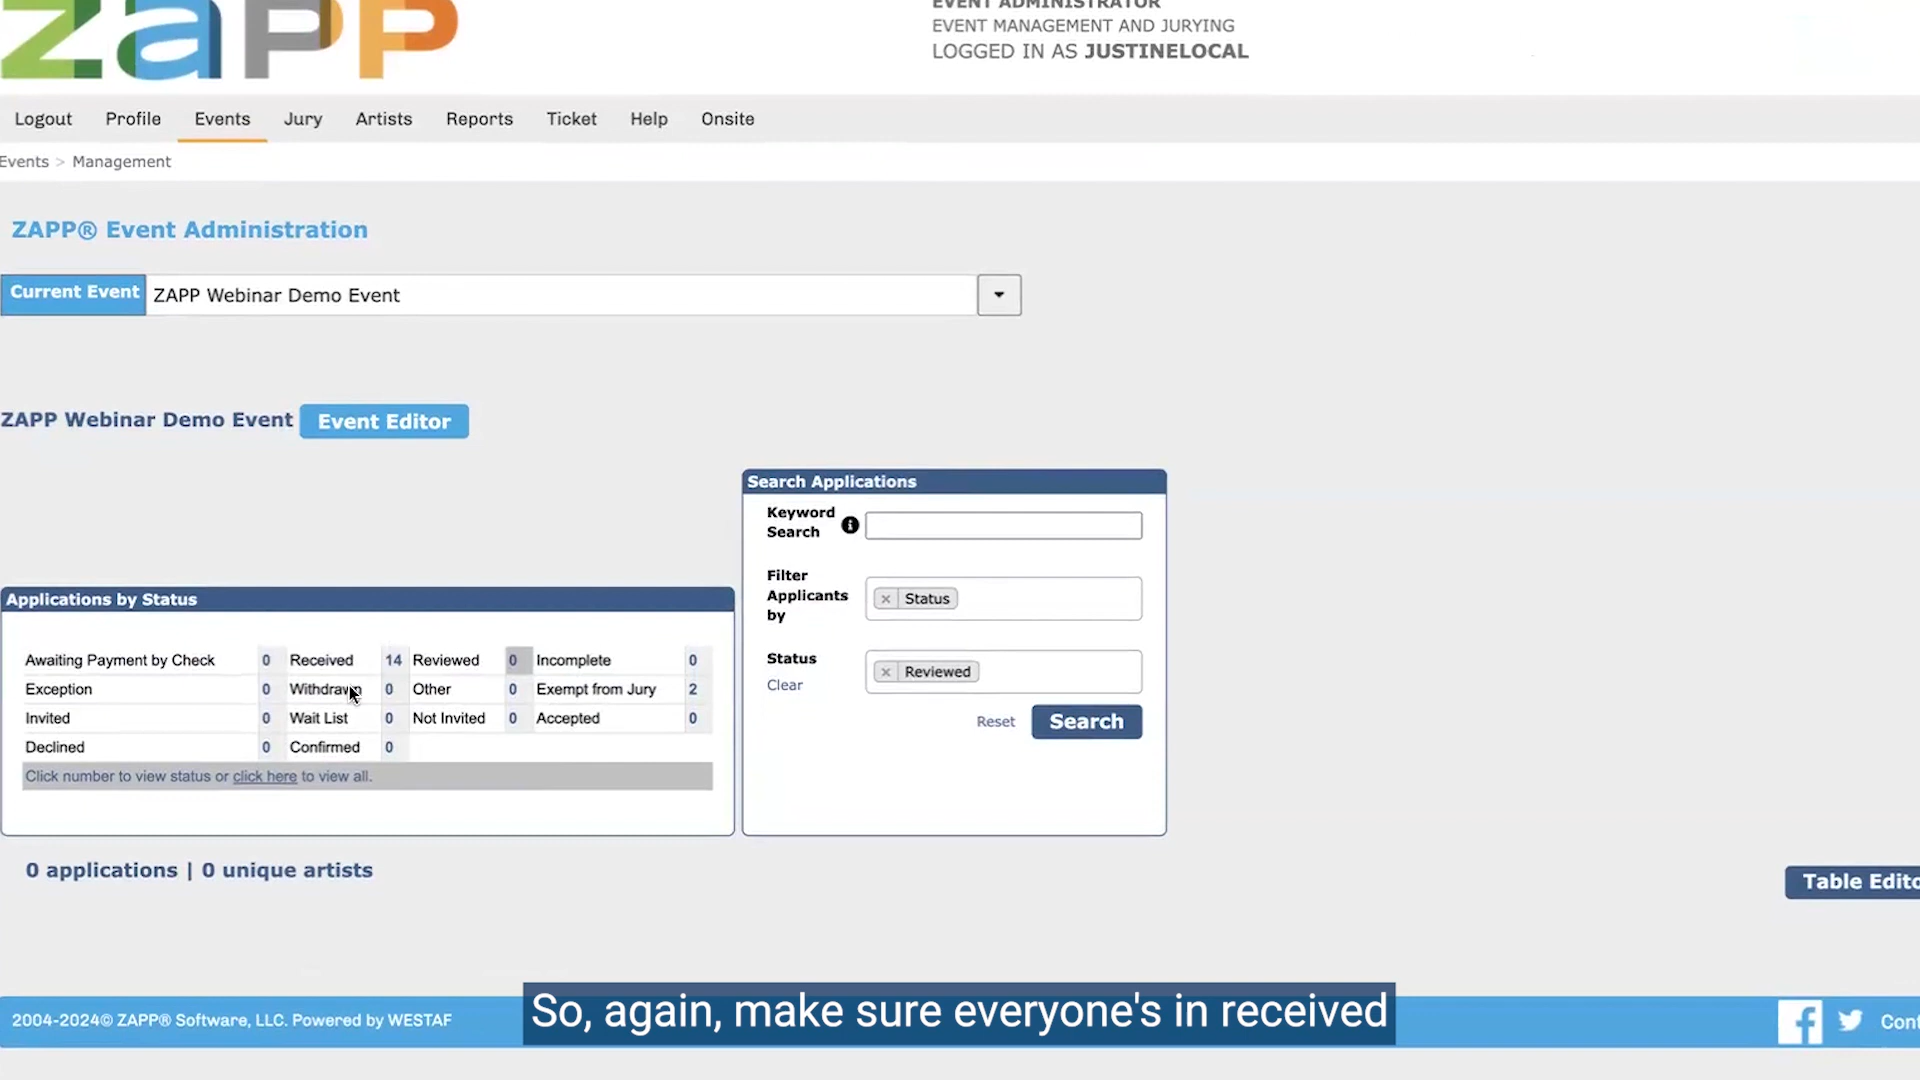 zapp
EVENT ADMINISTRATOR
EVENT MANAGEMENT AND JURYING
LOGGED IN AS JUSTINELOCAL
Logout Profile Events Jury Artists Reports Ticket Help Onsite
Events > Management
ZAPP® Event Administration
Current Event ZAPP Webinar Demo Event
ZAPP Webinar Demo Event Event Editor
Search Applications
Keyword Search
Filter Applicants by
× Status
Status
Clear
× Reviewed
Reset Search
Applications by Status
Awaiting Payment by Check 0 Received 14 Reviewed 0 Incomplete 0
Exception 0 Withdrawn 0 Other 0 Exempt from Jury 2
Invited 0 Wait List 0 Not Invited 0 Accepted 0
Declined 0 Confirmed 0
Click number to view status or click here to view all.
0 applications | 0 unique artists
Table Edito
So, again, make sure everyone's in received
2004-2024© ZAPP® Software, LLC. Powered by WESTAF
Cont